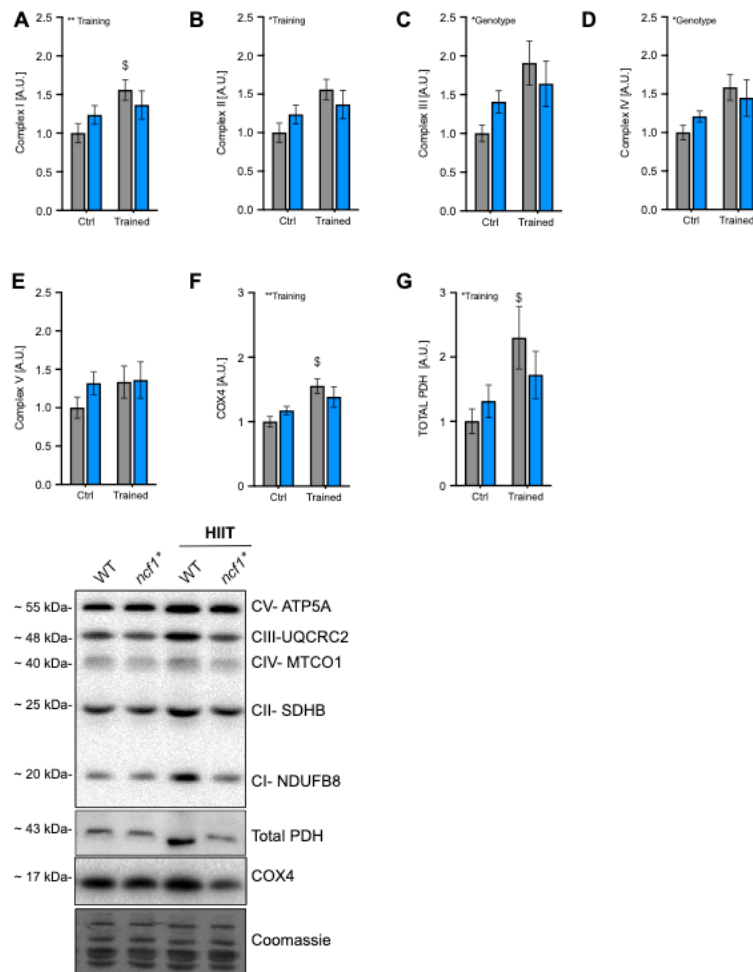 A
** Training
Complex I [A.U.]
2.5
2.0
1.5
1.0
0.5
0.0
$
Ctrl
Trained
B
*Training
Complex II [A.U.]
2.5
2.0
1.5
1.0
0.5
0.0
Ctrl
Trained
C
*Genotype
Complex III [A.U.]
2.5
2.0
1.5
1.0
0.5
0.0
Ctrl
Trained
D
*Genotype
Complex IV [A.U.]
2.5
2.0
1.5
1.0
0.5
0.0
Ctrl
Trained
E
Complex V [A.U.]
2.5
2.0
1.5
1.0
0.5
0.0
Ctrl
Trained
F
**Training
COX4 [A.U.]
3
2
1
0
$
Ctrl
Trained
G
*Training
TOTAL PDH [A.U.]
3
2
1
0
$
Ctrl
Trained
HIIT
WT
ncf1*
WT
ncf1*
~ 55 kDa-
CV- ATP5A
~ 48 kDa-
CIII-UQCRC2
~ 40 kDa-
CIV- MTCO1
~ 25 kDa-
CII- SDHB
~ 20 kDa-
CI- NDUFB8
~ 43 kDa-
Total PDH
~ 17 kDa-
COX4
Coomassie